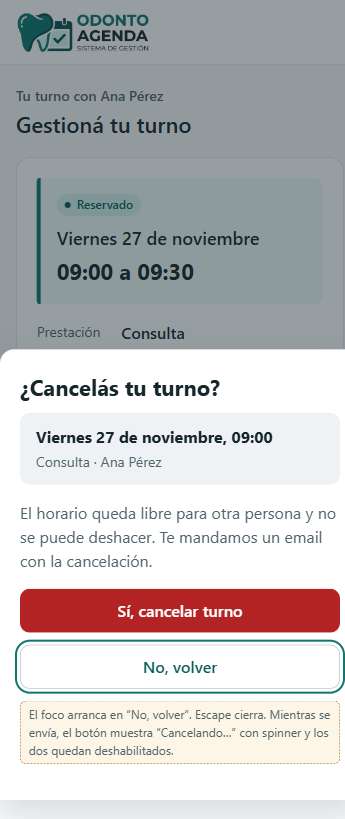 ODONTO
AGENDA
SISTEMA DE GESTIÓN
Tu turno con Ana Pérez
Gestioná tu turno
Reservado
Viernes 27 de noviembre
09:00 a 09:30
Prestación Consulta
¿Cancelás tu turno?
Viernes 27 de noviembre, 09:00
Consulta · Ana Pérez
El horario queda libre para otra persona y no
se puede deshacer. Te mandamos un email
con la cancelación.
Sí, cancelar turno
No, volver
El foco arranca en "No, volver". Escape cierra. Mientras se
envía, el botón muestra "Cancelando…" con spinner y los
dos quedan deshabilitados.